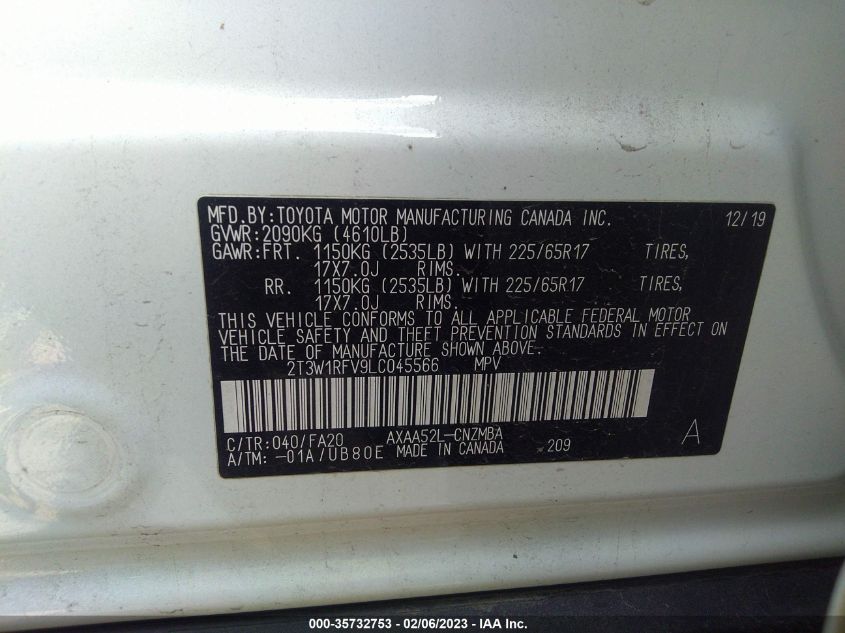 MFD.BY:TOYOTA MOTOR MANUFACTURING CANADA INC. 12/19
GVWR:2090KG (4610LB)
GAWR:FRT. 1150KG (2535LB) WITH 225/65R17 TIRES,
17X7.0J RIMS.
RR. 1150KG (2535LB) WITH 225/65R17 TIRES,
17X7.0J RIMS.
THIS VEHICLE CONFORMS TO ALL APPLICABLE FEDERAL MOTOR
VEHICLE SAFETY AND THEFT PREVENTION STANDARDS IN EFFECT ON
THE DATE OF MANUFACTURE SHOWN ABOVE.
2T3W1RFV9LC045566 MPV
C/TR:040/FA20 AXAA52L-CNZMBA
A/TM: -01A/UB80E MADE IN CANADA 209 A
000-35732753 — 02/06/2023 — IAA Inc.